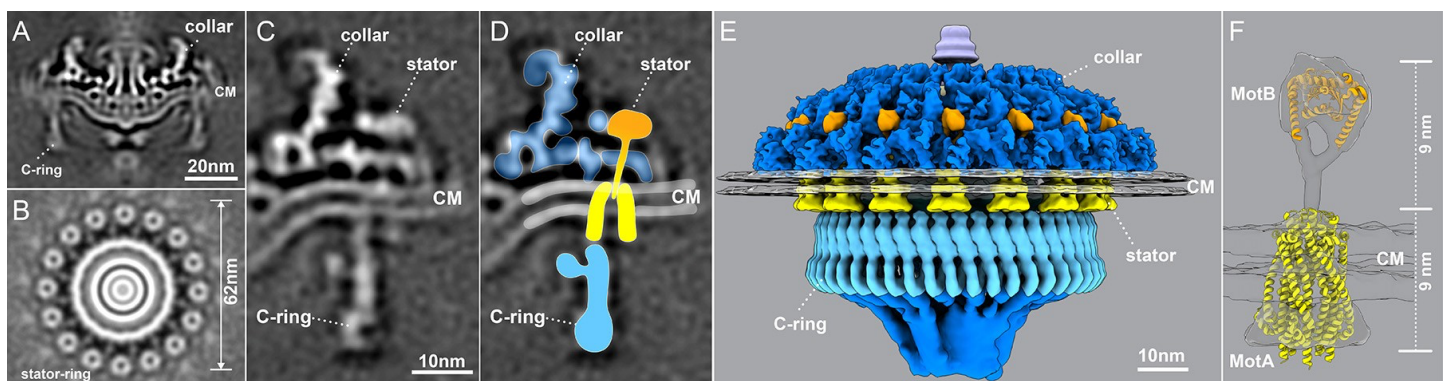 A
collar
CM
C-ring
20nm
B
62nm
stator-ring
C
collar
stator
CM
10nm
D
collar
stator
CM
C-ring
E
collar
CM
stator
C-ring
10nm
F
MotB
9 nm
CM
9 nm
MotA